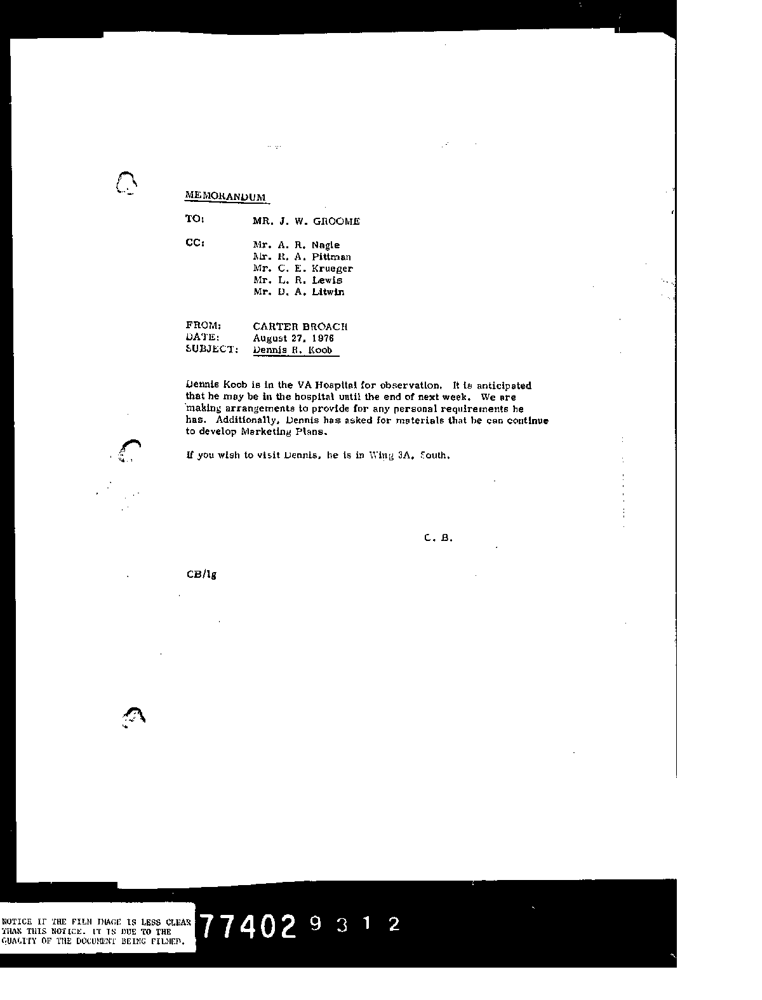 MEMORANDUM
TO: MR. J. W. GROOME
CC: Mr. A. R. Nagle
Mr. R. A. Pittman
Mr. C. E. Krueger
Mr. L. R. Lewis
Mr. D. A. Litwin
FROM: CARTER BROACH
DATE: August 27, 1976
SUBJECT: Dennis R. Koob
Dennis Koob is in the VA Hospital for observation. It is anticipated
that he may be in the hospital until the end of next week. We are
making arrangements to provide for any personal requirements he
has. Additionally, Dennis has asked for materials that he can continue
to develop Marketing Plans.
If you wish to visit Dennis, he is in Wing 3A, South.
C. B.
CB/lg
NOTICE IF THE FILM IMAGE IS LESS CLEAR
THAN THIS NOTICE. IT IS DUE TO THE
QUALITY OF THE DOCUMENT BEING FILMED.
77402 9312